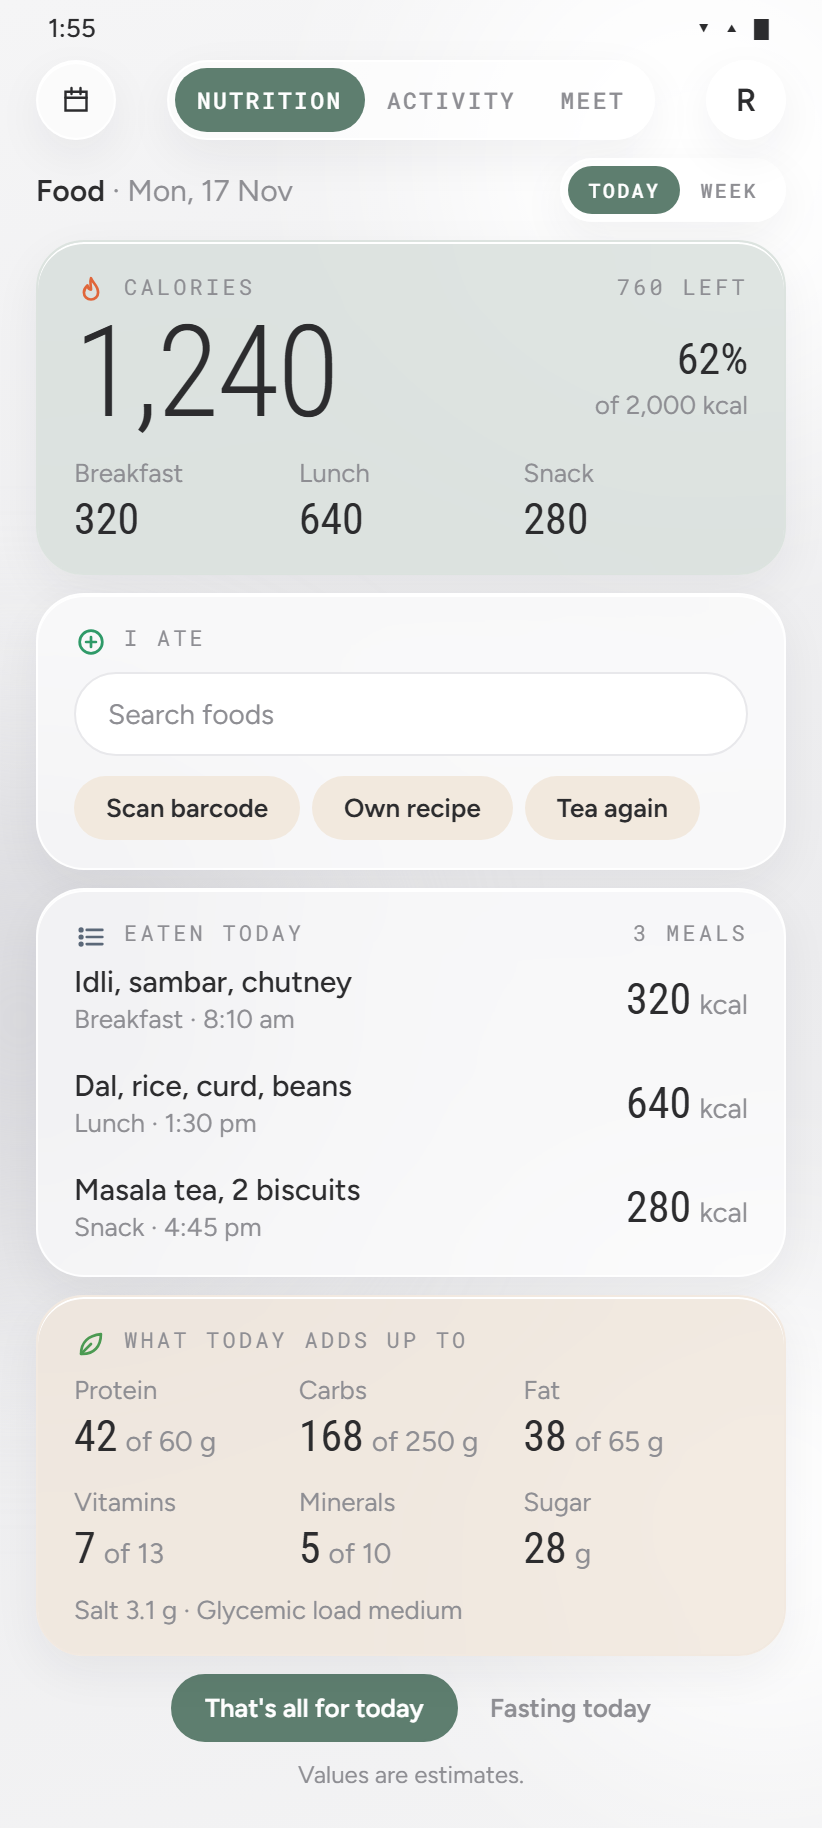 1:55
NUTRITION ACTIVITY MEET R
Food · Mon, 17 Nov TODAY WEEK
CALORIES 760 LEFT
1,240
62%
of 2,000 kcal
Breakfast Lunch Snack
320 640 280
I ATE
Search foods
Scan barcode Own recipe Tea again
EATEN TODAY 3 MEALS
Idli, sambar, chutney
320 kcal
Breakfast · 8:10 am
Dal, rice, curd, beans
640 kcal
Lunch · 1:30 pm
Masala tea, 2 biscuits
280 kcal
Snack · 4:45 pm
WHAT TODAY ADDS UP TO
Protein Carbs Fat
42 of 60 g 168 of 250 g 38 of 65 g
Vitamins Minerals Sugar
7 of 13 5 of 10 28 g
Salt 3.1 g · Glycemic load medium
That's all for today Fasting today
Values are estimates.